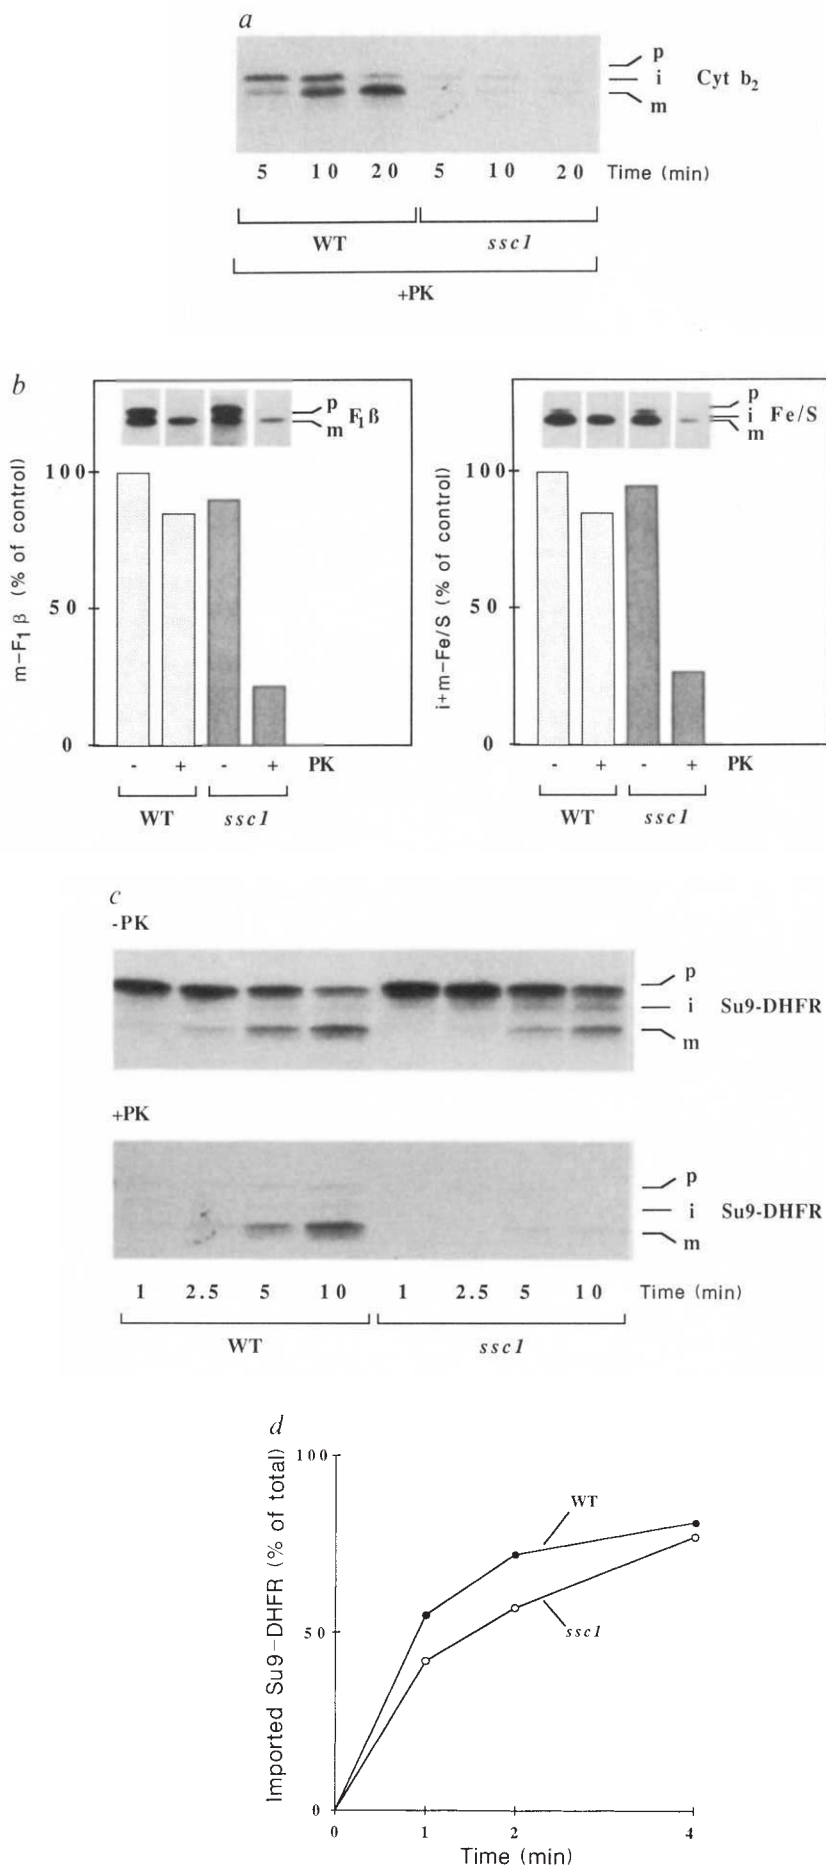 a
p
i Cyt b2
m
5 10 20 5 10 20 Time (min)
WT ssc1
+PK
b
m-F1 β (% of control)
100
50
0
p
m
F1 ß
- + - + PK
WT ssc1
i+m-Fe/S (% of control)
100
50
0
p
i Fe/S
m
- + - + PK
WT ssc1
c
-PK
p
i Su9-DHFR
m
+PK
p
i Su9-DHFR
m
1 2.5 5 10 1 2.5 5 10 Time (min)
WT ssc1
d
Imported Su9-DHFR (% of total)
100
50
0
WT
ssc1
0 1 2 4
Time (min)